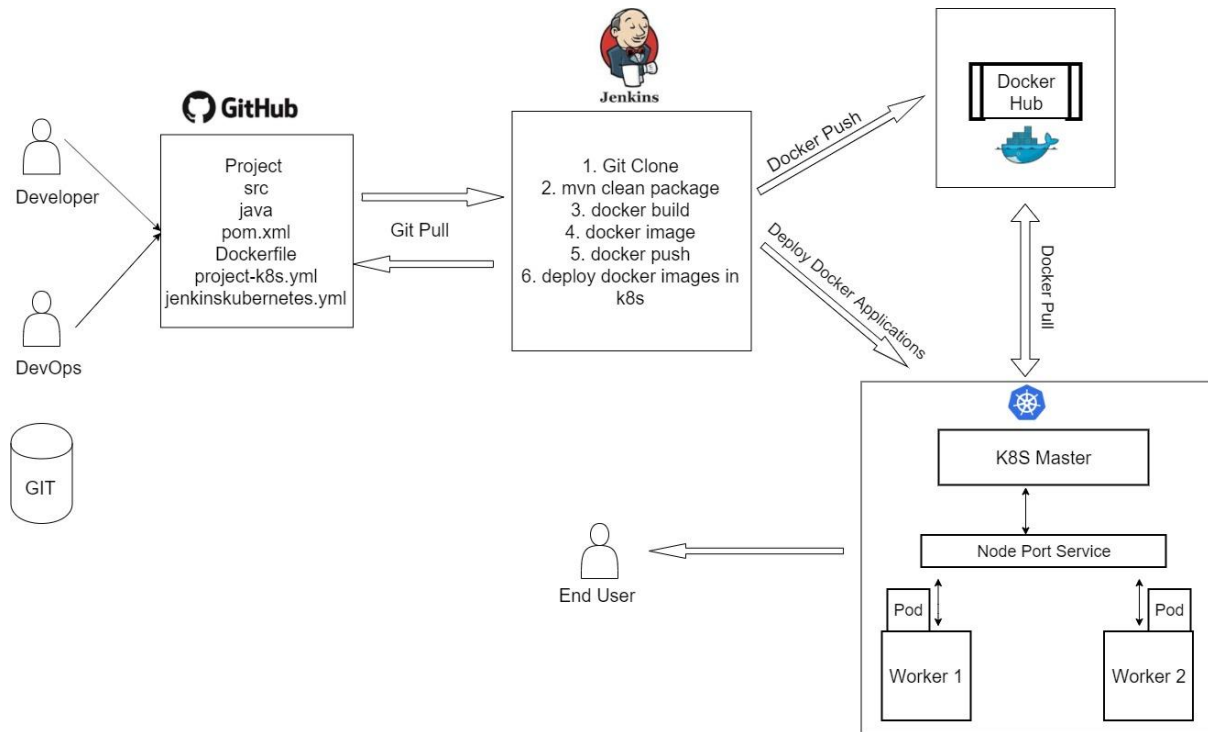 Jenkins
GitHub
Developer
DevOps
GIT
Project
src
java
pom.xml
Dockerfile
project-k8s.yml
jenkinskubernetes.yml
Git Pull
1. Git Clone
2. mvn clean package
3. docker build
4. docker image
5. docker push
6. deploy docker images in
k8s
Docker Push
Deploy Docker Applications
Docker
Hub
Docker Pull
K8S Master
Node Port Service
Pod
Worker 1
Pod
Worker 2
End User